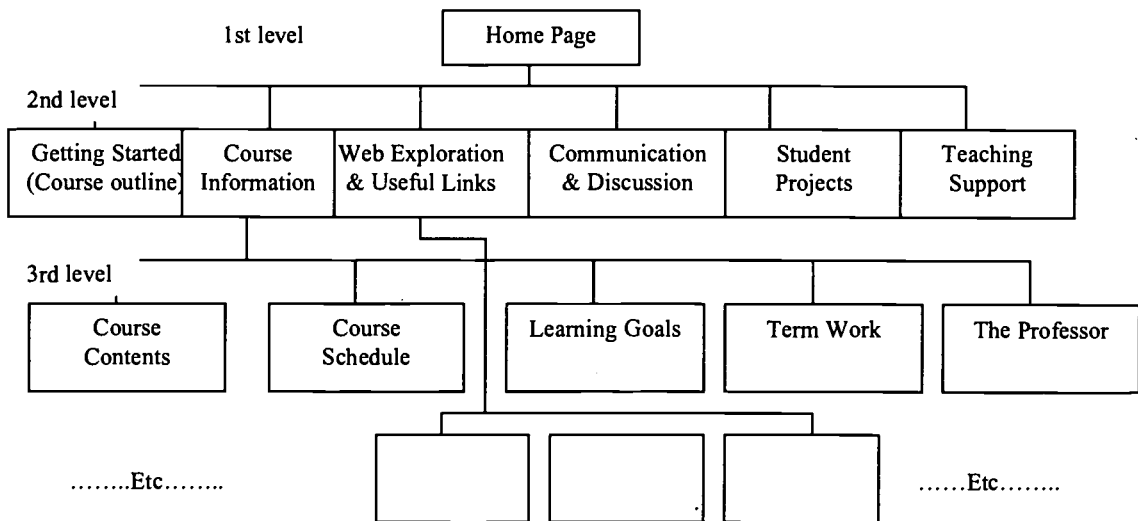 1st level
Home Page
2nd level
Getting Started
(Course outline)
Course
Information
Web Exploration
& Useful Links
Communication
& Discussion
Student
Projects
Teaching
Support
3rd level
Course
Contents
Course
Schedule
Learning Goals
Term Work
The Professor
........Etc........
......Etc........